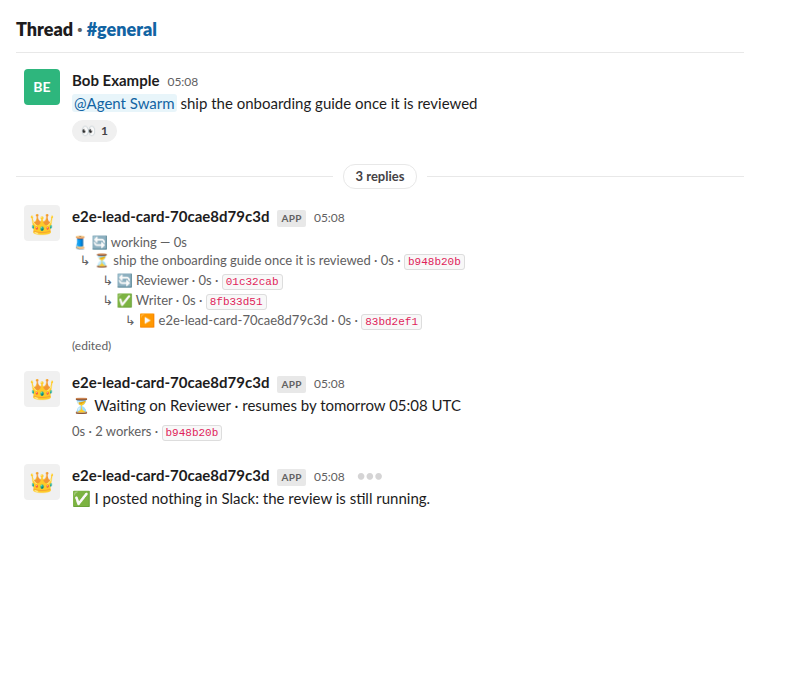 Thread • #general
BE
Bob Example 05:08
@Agent Swarm ship the onboarding guide once it is reviewed
👀 1
3 replies
e2e-lead-card-70cae8d79c3d APP 05:08
🧵 🔄 working — 0s
↳ ⏳ ship the onboarding guide once it is reviewed · 0s · b948b20b
↳ 🔄 Reviewer · 0s · 01c32cab
↳ ✅ Writer · 0s · 8fb33d51
↳ ▶️ e2e-lead-card-70cae8d79c3d · 0s · 83bd2ef1
(edited)
e2e-lead-card-70cae8d79c3d APP 05:08
⏳ Waiting on Reviewer · resumes by tomorrow 05:08 UTC
0s · 2 workers · b948b20b
e2e-lead-card-70cae8d79c3d APP 05:08
✅ I posted nothing in Slack: the review is still running.